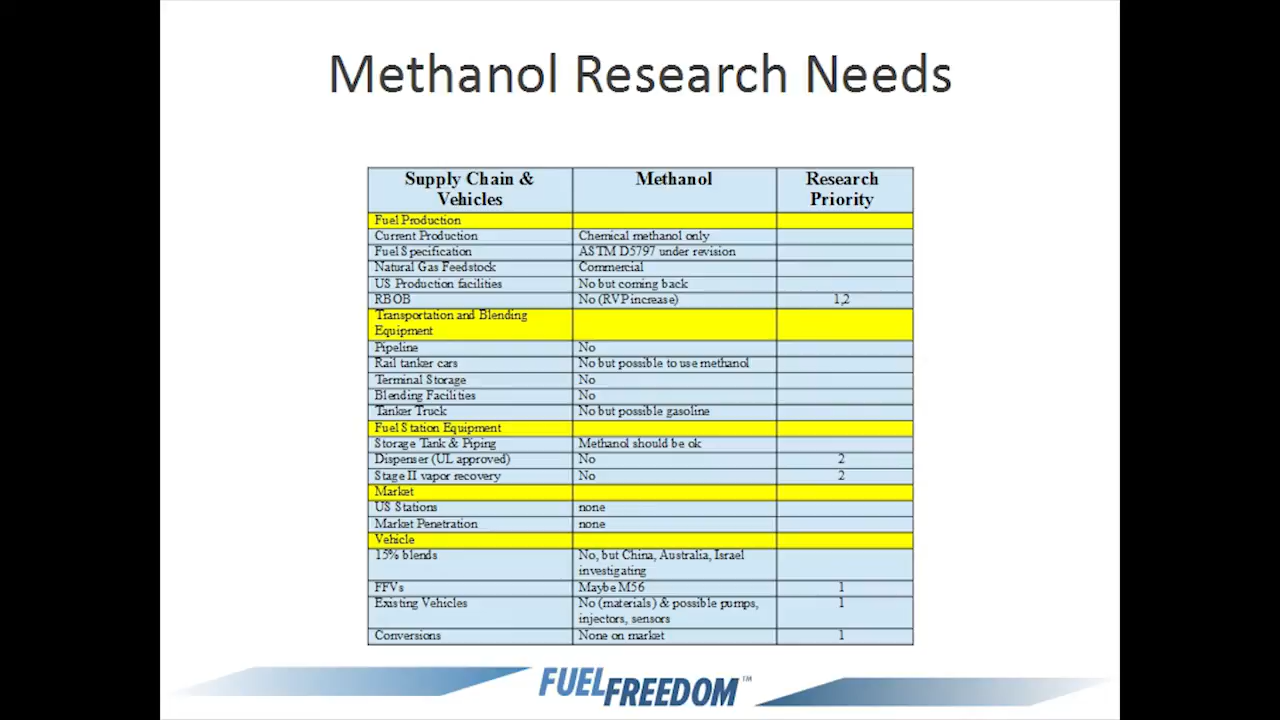 Methanol Research Needs
Supply Chain & Vehicles Methanol Research Priority
Fuel Production
Current Production Chemical methanol only
Fuel Specification ASTM D5797 under revision
Natural Gas Feedstock Commercial
US Production facilities No but coming back
RBOB No (RVP increase) 1,2
Transportation and Blending Equipment
Pipeline No
Rail tanker cars No but possible to use methanol
Terminal Storage No
Blending Facilities No
Tanker Truck No but possible gasoline
Fuel Station Equipment
Storage Tank & Piping Methanol should be ok
Dispenser (UL approved) No 2
Stage II vapor recovery No 2
Market
US Stations none
Market Penetration none
Vehicle
15% blends No, but China, Australia, Israel investigating
FFVs Maybe M56 1
Existing Vehicles No (materials) & possible pumps, injectors, sensors 1
Conversions None on market 1
FUELFREEDOM™